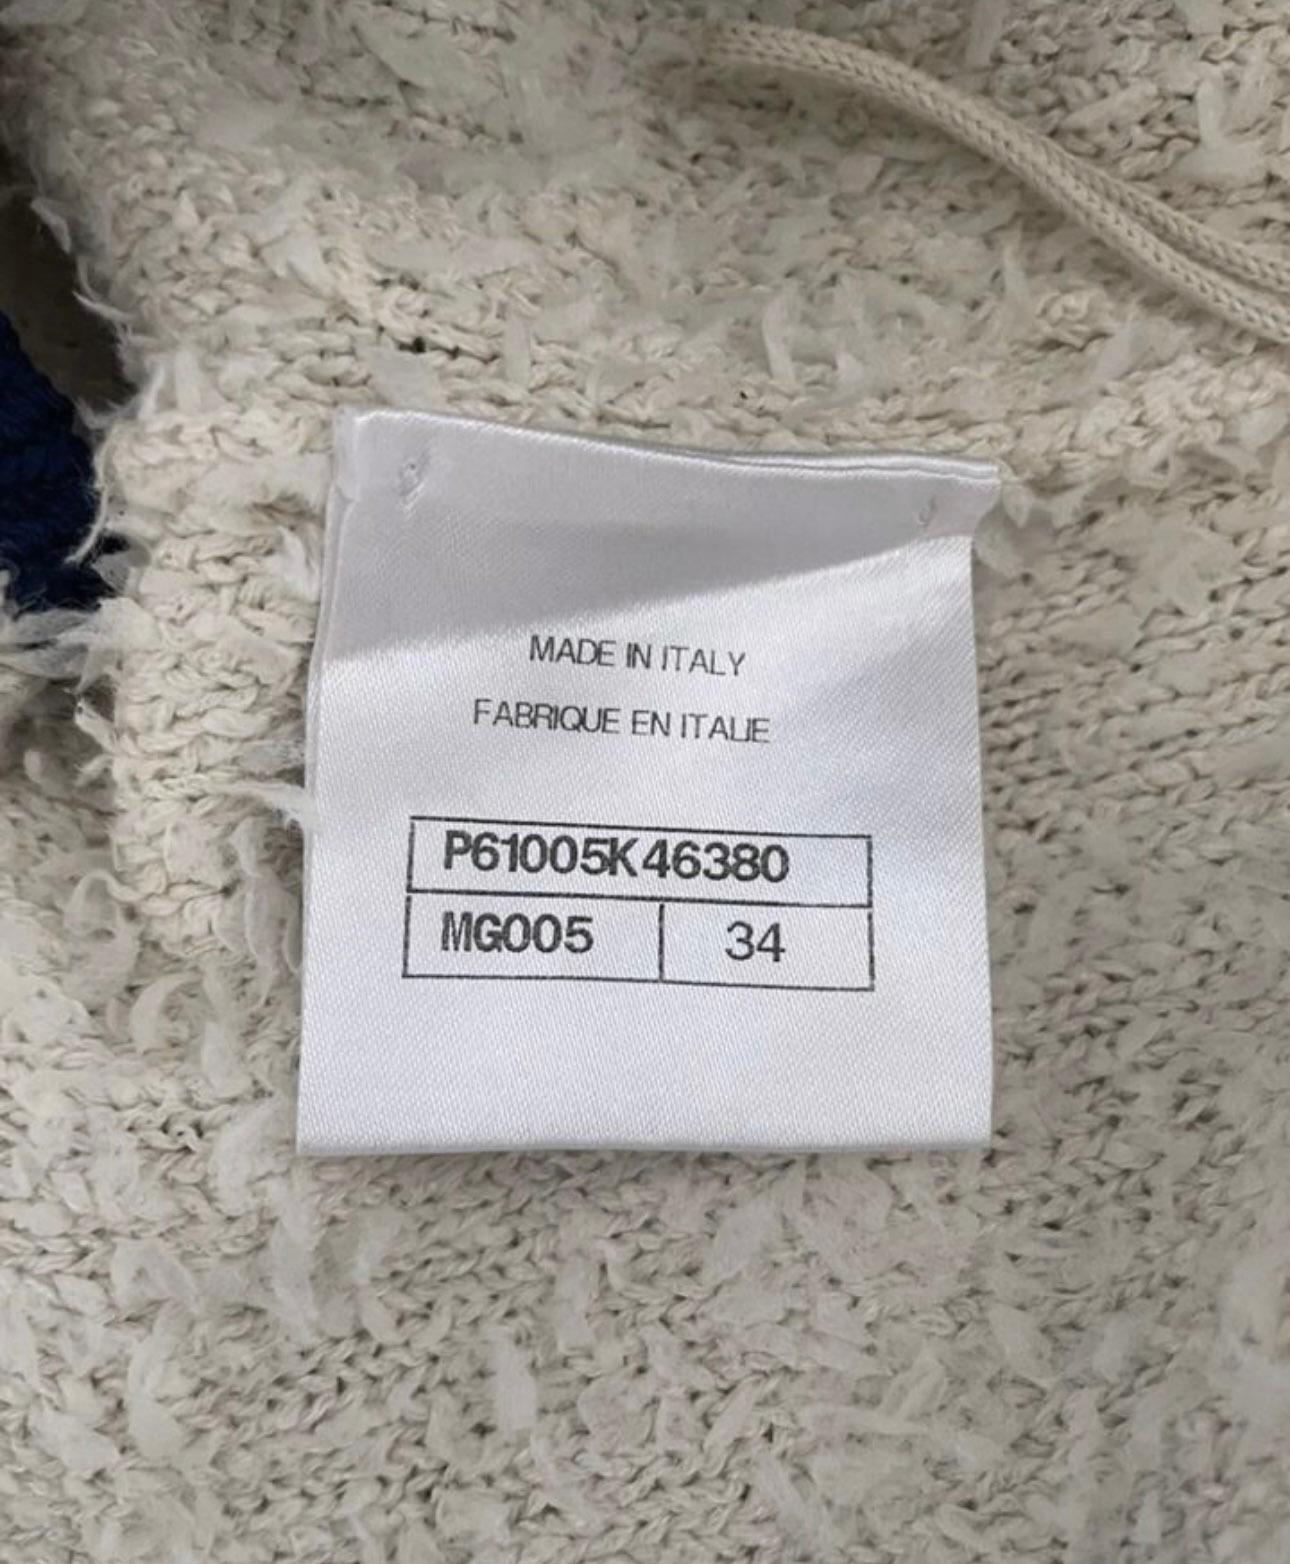 MADE IN ITALY
FABRIQUE EN ITALIE
P61005K46380
MG005 34